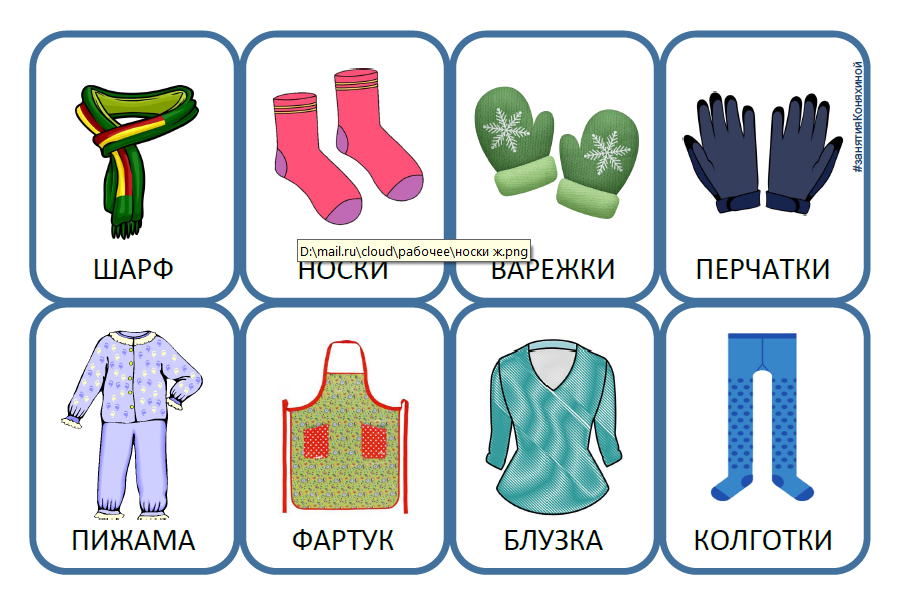 #занятияКоняхиной
ШАРФ
D:\mail.ru\cloud\рабочее\носки ж.png
НОСКИ
ВАРЕЖКИ
ПЕРЧАТКИ
ПИЖАМА
ФАРТУК
БЛУЗКА
КОЛГОТКИ